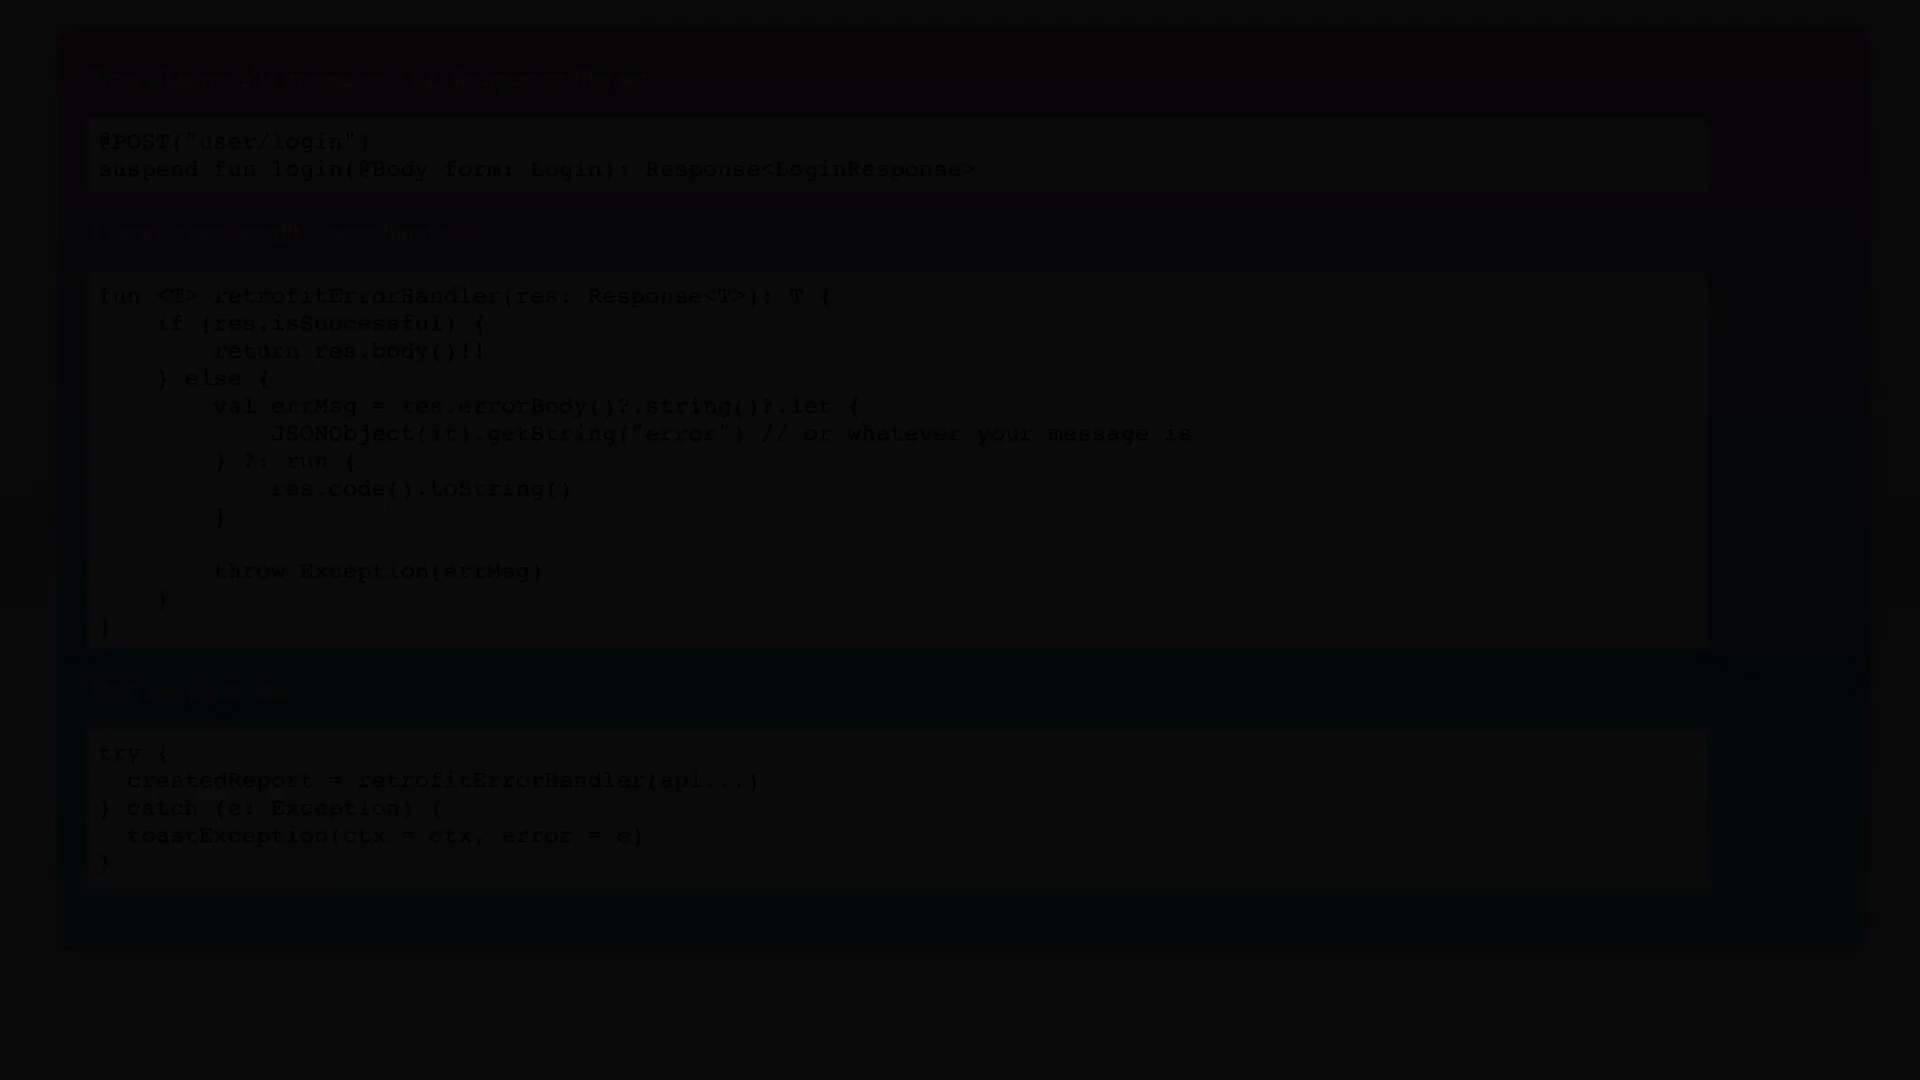 @POST("user/login")
suspend fun login(@Body form: Login): Response<LoginResponse>
fun <T> retrofitErrorHandler(res: Response<T>): T {
    if (res.isSuccessful) {
        return res.body()!!
    } else {
        val errMsg = res.errorBody()?.string()?.let {
            JSONObject(it).getString("error") // or whatever your message is
        } ?: run {
            res.code().toString()
        }
        throw Exception(errMsg)
    }
}
try {
  createdReport = retrofitErrorHandler(api...)
} catch (e: Exception) {
  toastException(ctx = ctx, error = e)
}